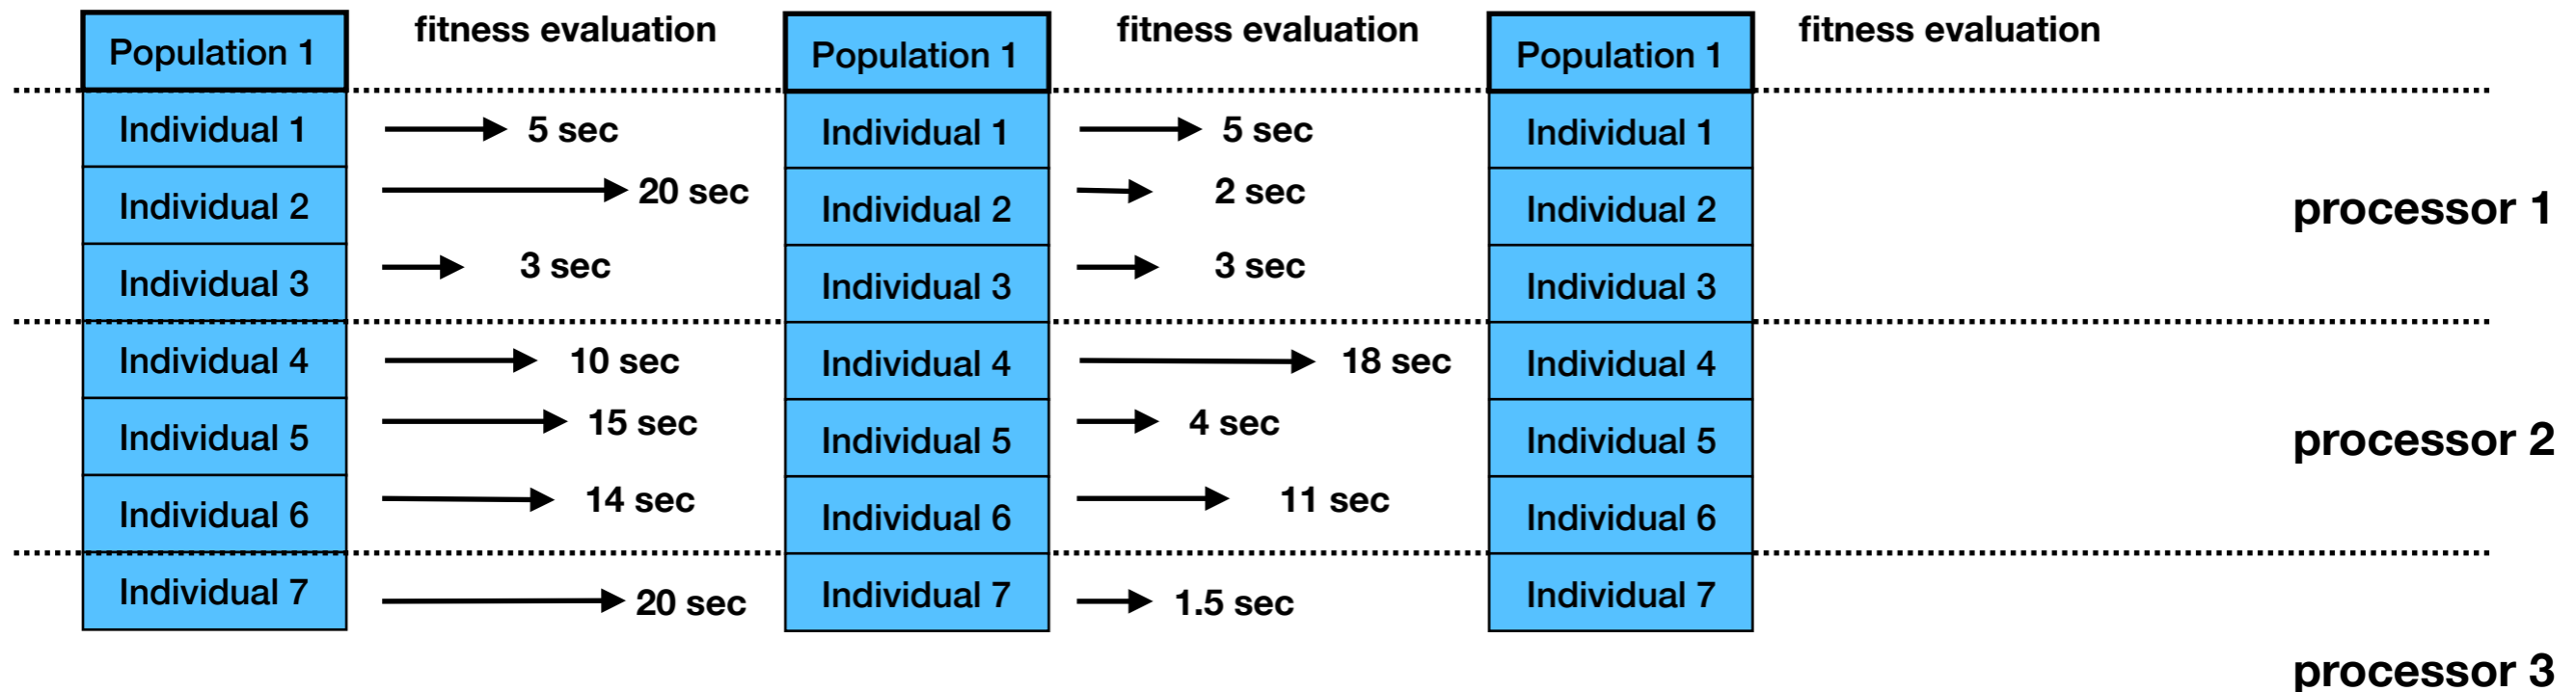 Population 1 fitness evaluation Population 1 fitness evaluation Population 1 fitness evaluation
Individual 1 5 sec Individual 1 5 sec Individual 1
Individual 2 20 sec Individual 2 2 sec Individual 2 processor 1
Individual 3 3 sec Individual 3 3 sec Individual 3
Individual 4 10 sec Individual 4 18 sec Individual 4
Individual 5 15 sec Individual 5 4 sec Individual 5 processor 2
Individual 6 14 sec Individual 6 11 sec Individual 6
Individual 7 20 sec Individual 7 1.5 sec Individual 7
processor 3